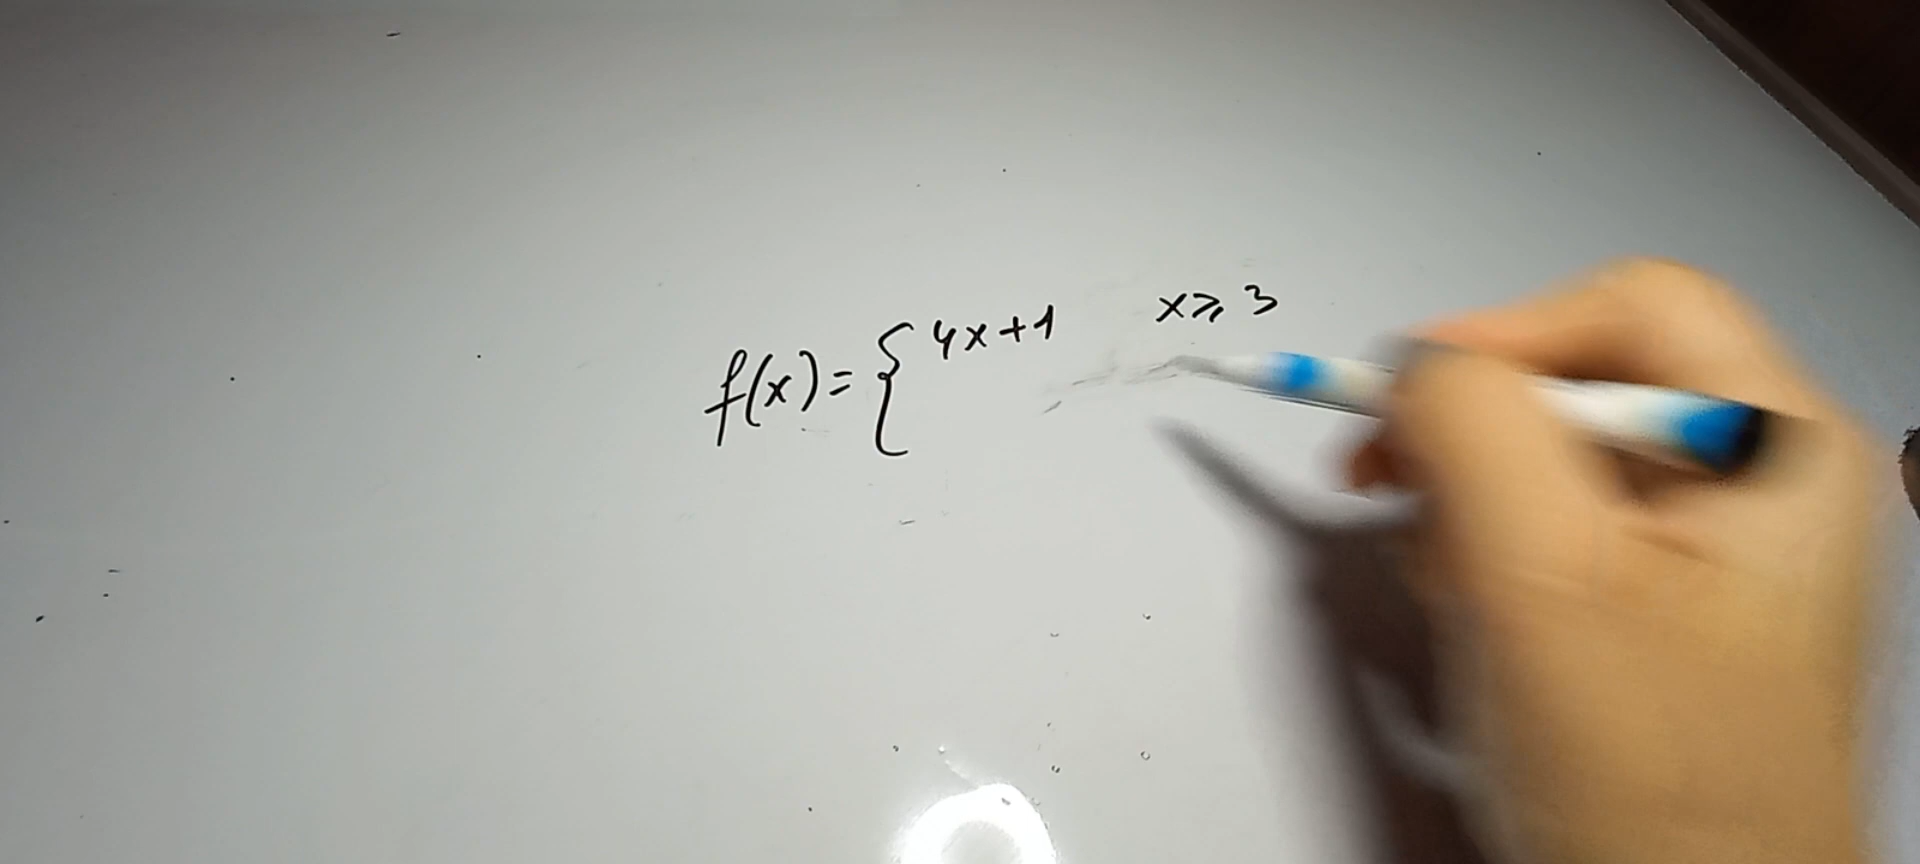 f(x)= { 4x+1 x⩾3